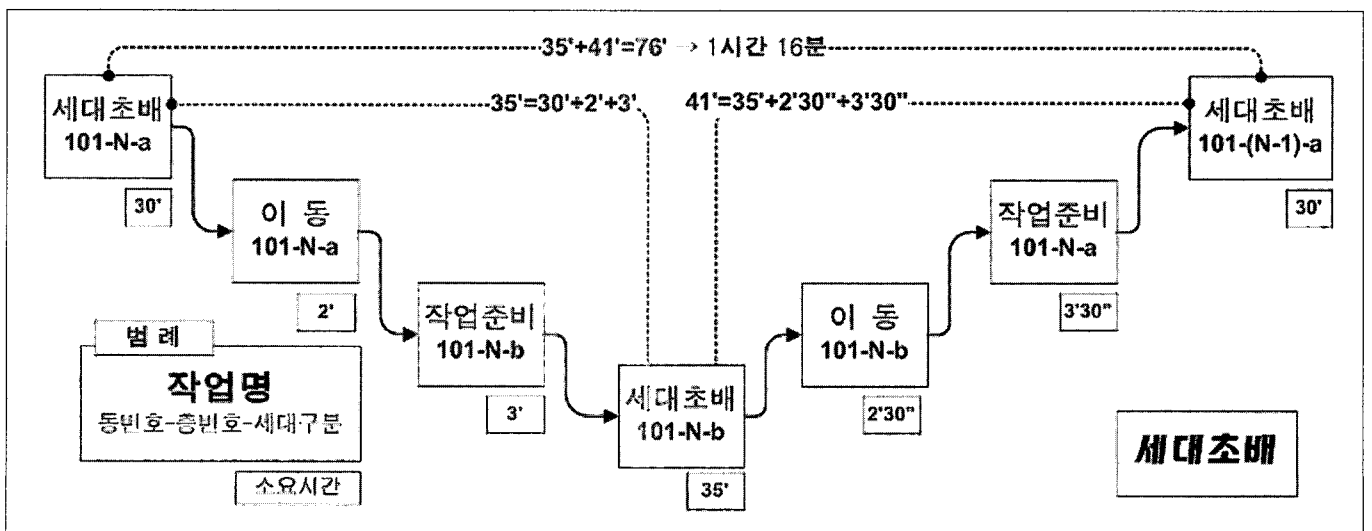 35'+41'=76' → 1시간 16분
35'=30'+2'+3'
41'=35'+2'30"+3'30"
세대초배
101-N-a
30'
이 동
101-N-a
2'
작업준비
101-N-b
3'
세대초배
101-N-b
35'
이 동
101-N-b
2'30"
작업준비
101-N-a
3'30"
세대초배
101-(N-1)-a
30'
범 례
작업명
동번호-층번호-세대구분
소요시간
세대초배